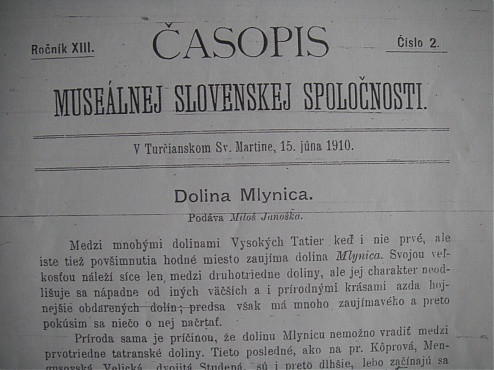 Ročník XIII.
ČASOPIS
Číslo 2.
MUSEÁLNEJ SLOVENSKEJ SPOLOČNOSTI.
V Turčianskom Sv. Martine, 15. júna 1910.
Dolina Mlynica.
Podáva Miloš Janoška.
Medzi mnohými dolinami Vysokých Tatier keď i nie prvé, ale
iste tiež povšimnutia hodné miesto zaujíma dolina Mlynica. Svojou veľ-
kosťou náleží síce len medzi druhotriedne doliny, ale jej charakter neod-
lišuje sa nápadne od iných väčších a i prírodnými krásami azda hoj-
nejšie obdarených dolín; predsa však má mnoho zaujímavého a preto
pokúsim sa niečo o nej načrtať.
Príroda sama je príčinou, že dolinu Mlynicu nemožno vradiť medzi
prvotriedne tatranské doliny. Tieto posledné, ako na pr. Kôprová, Men-
gusovská, Velická, dvojitá Studená, sú i preto dlhšie, lebo začínajú sa